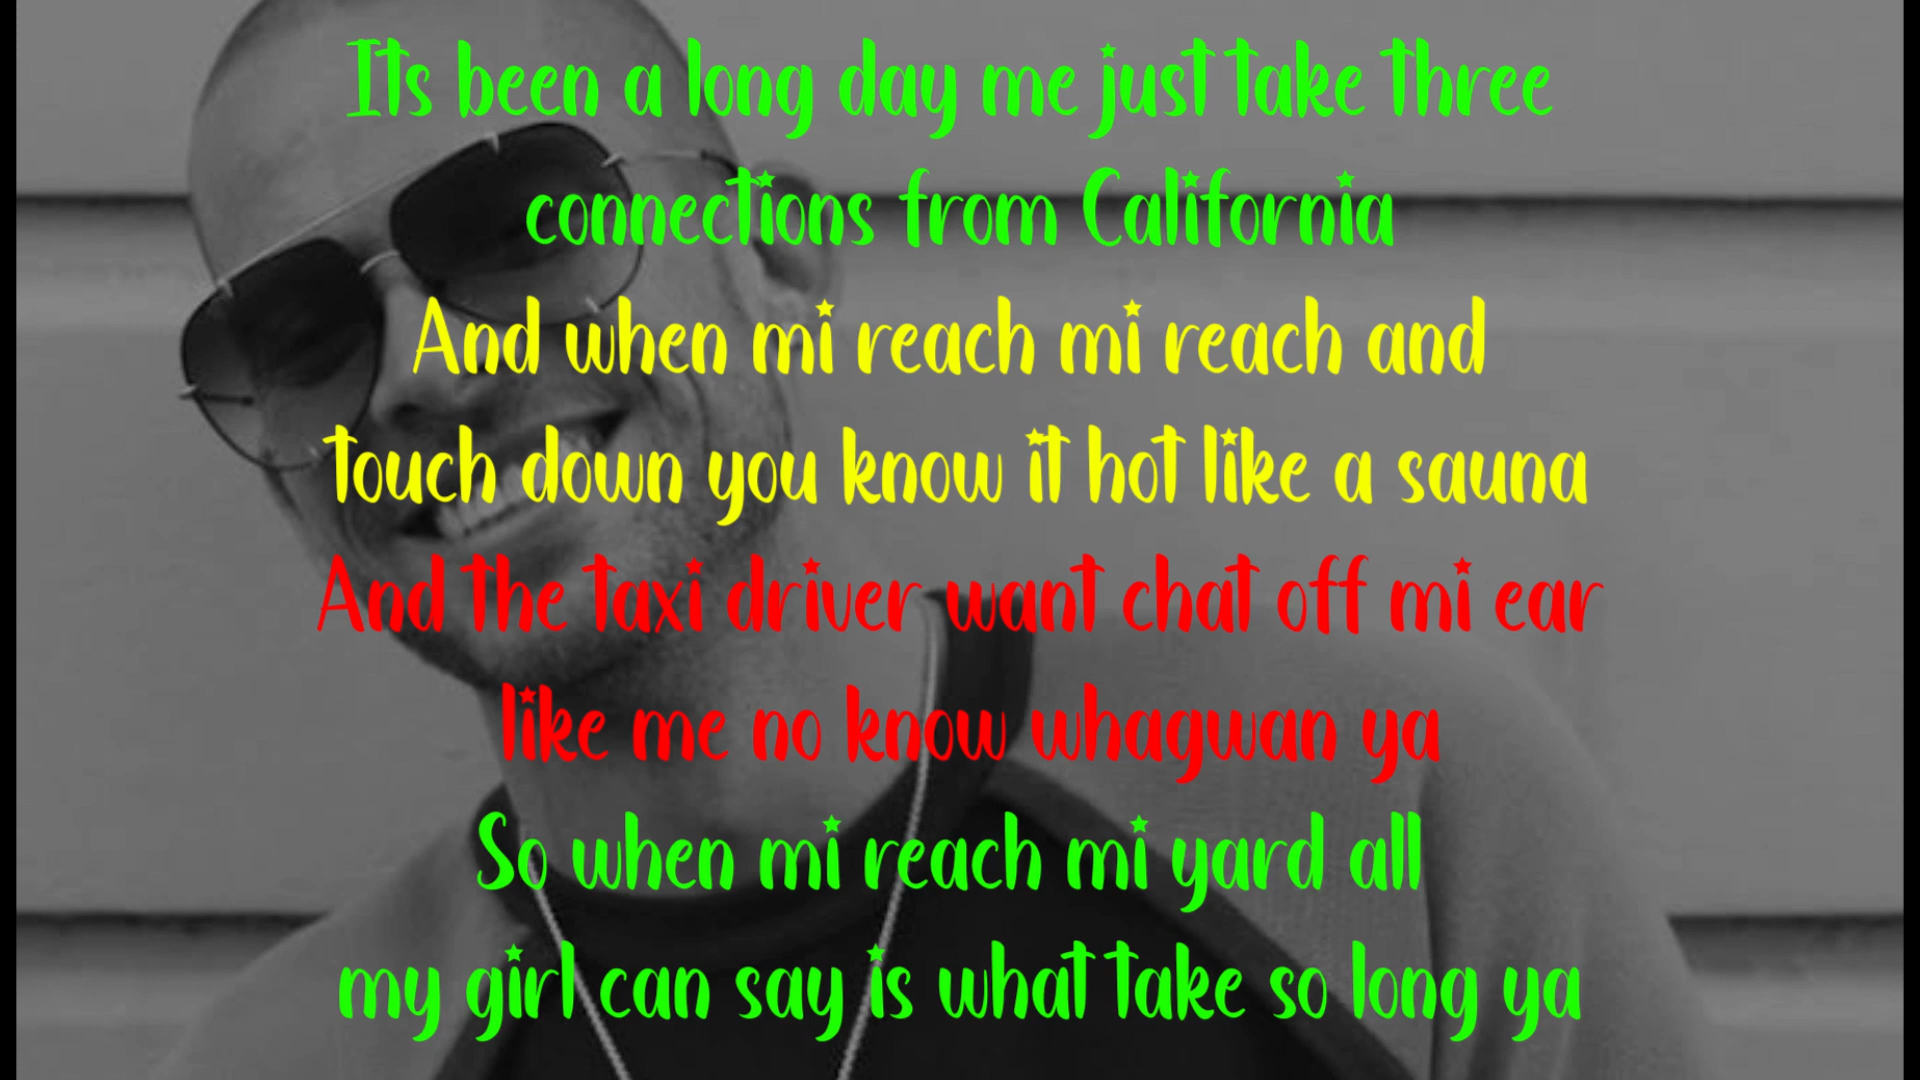 Its been a long day me just take three
connections from California
And when mi reach mi reach and
touch down you know it hot like a sauna
And the taxi driver want chat off mi ear
like me no know whagwan ya
So when mi reach mi yard all
my girl can say is what take so long ya